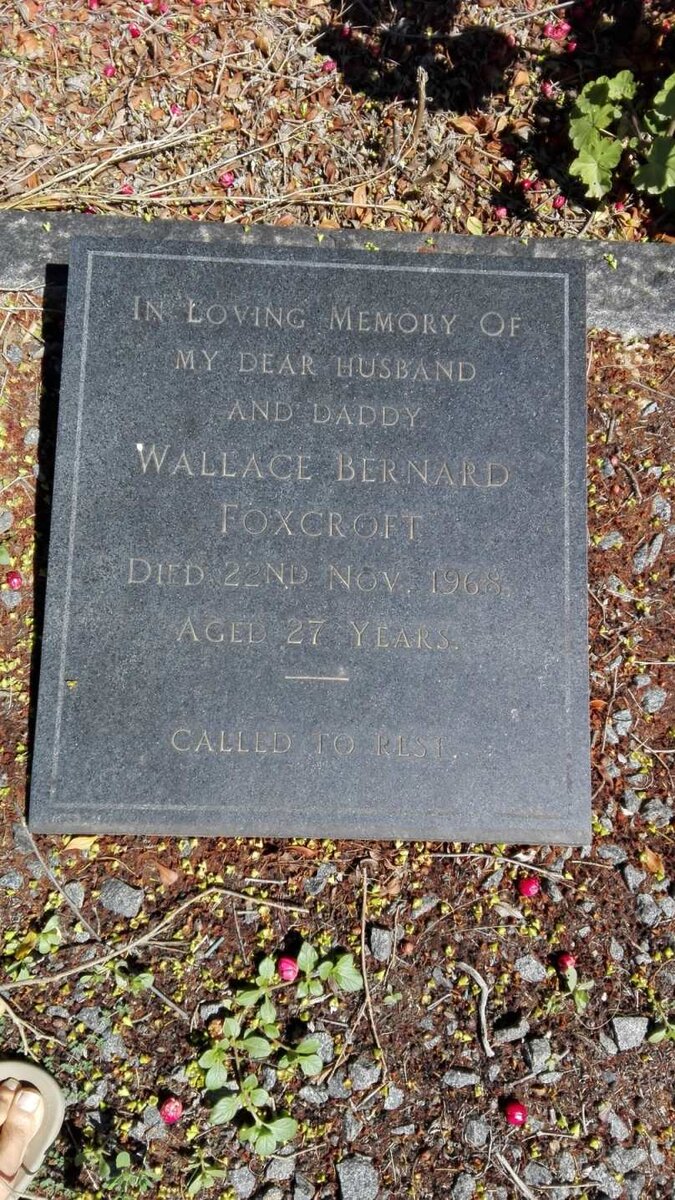 In Loving Memory Of
my dear husband
and daddy
Wallace Bernard
Foxcroft
Died 22nd Nov. 1968.
Aged 27 Years.
called to rest.